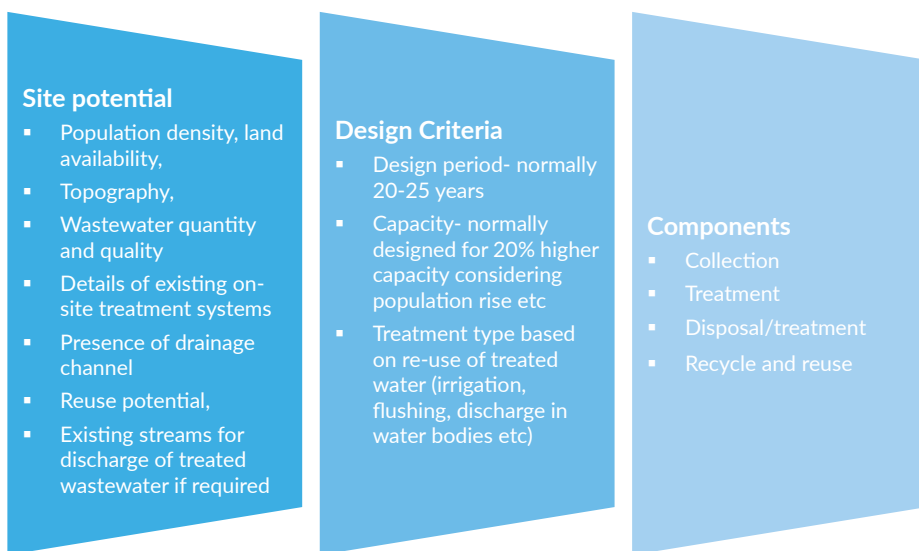 Site potential
▪ Population density, land
availability,
▪ Topography,
▪ Wastewater quantity
and quality
▪ Details of existing on-
site treatment systems
▪ Presence of drainage
channel
▪ Reuse potential,
▪ Existing streams for
discharge of treated
wastewater if required
Design Criteria
▪ Design period- normally
20-25 years
▪ Capacity- normally
designed for 20% higher
capacity considering
population rise etc
▪ Treatment type based
on re-use of treated
water (irrigation,
flushing, discharge in
water bodies etc)
Components
▪ Collection
▪ Treatment
▪ Disposal/treatment
▪ Recycle and reuse